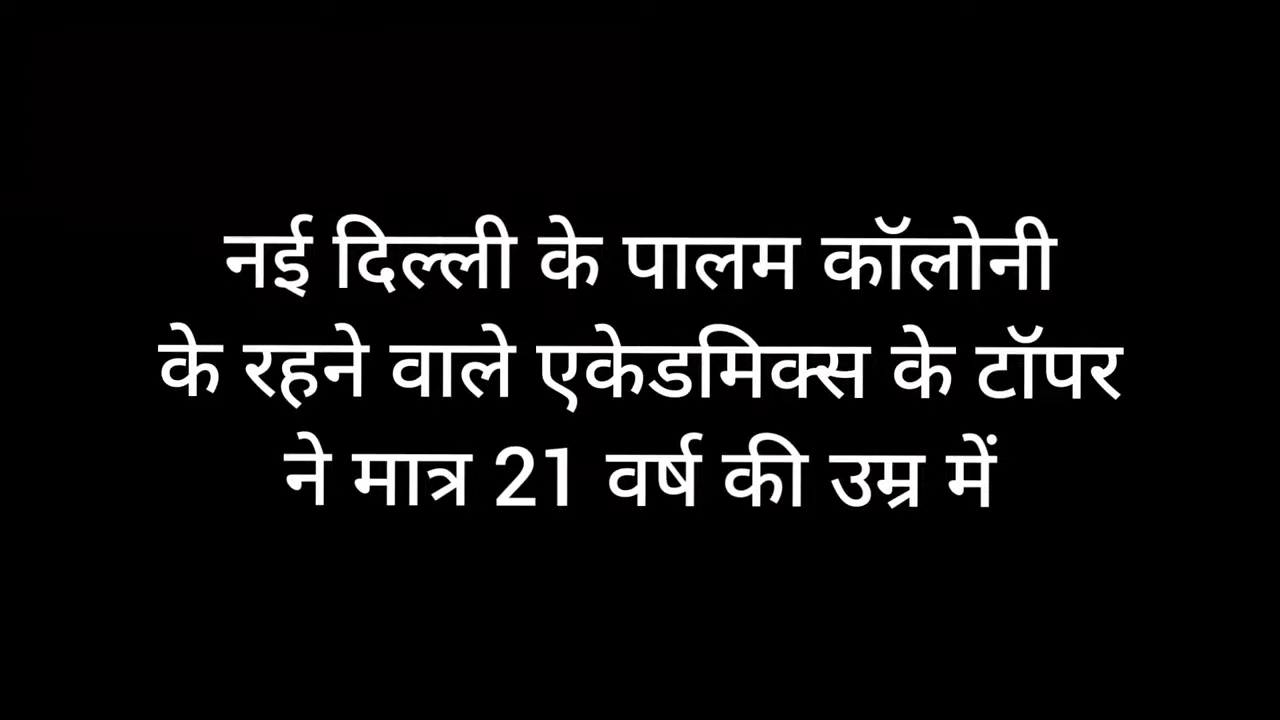 नई दिल्ली के पालम कॉलोनी
के रहने वाले एकेडमिक्स के टॉपर
ने मात्र 21 वर्ष की उम्र में